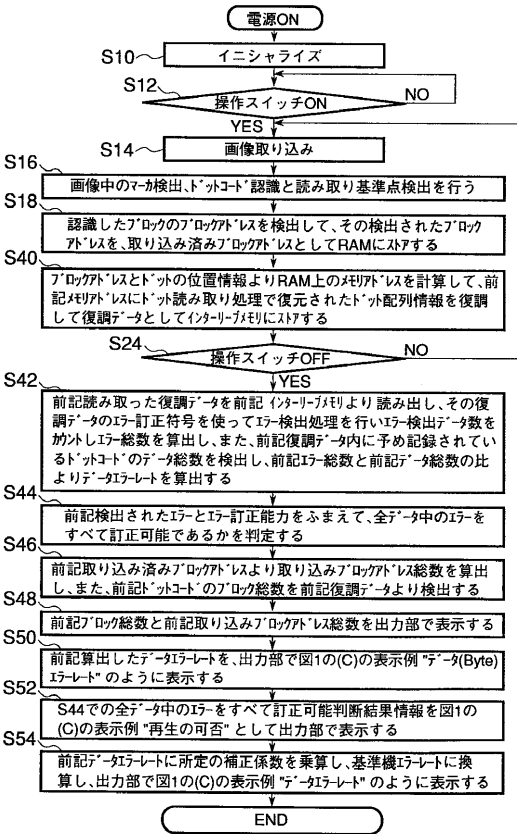 電源ON
S10
イニシャライズ
S12
操作スイッチON
NO
YES
S14
画像取り込み
S16
画像中のマーカ検出、ドットコード認識と読み取り基準点検出を行う
S18
認識したブロックのブロックアドレスを検出して、その検出されたブロック
アドレスを、取り込み済みブロックアドレスとしてRAMにストアする
S40
ブロックアドレスとドットの位置情報よりRAM上のメモリアドレスを計算して、前
記メモリアドレスにドット読み取り処理で復元されたドット配列情報を復調
して復調データとしてインターリーブメモリにストアする
S24
操作スイッチOFF
NO
YES
S42
前記読み取った復調データを前記インターリーブメモリより読み出し、その復
調データのエラー訂正符号を使ってエラー検出処理を行いエラー検出データ数を
カウントしエラー総数を算出し、また、前記復調データ内に予め記録されてい
るドットコードのデータ総数を検出し、前記エラー総数と前記データ総数の比
よりデータエラーレートを算出する
S44
前記検出されたエラーとエラー訂正能力をふまえて、全データ中のエラーを
すべて訂正可能であるかを判定する
S46
前記取り込み済みブロックアドレスより取り込みブロックアドレス総数を算出
し、また、前記ドットコードのブロック総数を前記復調データより検出する
S48
前記ブロック総数と前記取り込みブロックアドレス総数を出力部で表示する
S50
前記算出したデータエラーレートを、出力部で図1の(C)の表示例 "データ(Byte)
エラーレート" のように表示する
S52
S44での全データ中のエラーをすべて訂正可能判断結果情報を図1の
(C)の表示例 "再生の可否" として出力部で表示する
S54
前記データエラーレートに所定の補正係数を乗算し、基準機エラーレートに換
算し、出力部で図1の(C)の表示例 "データエラーレート" のように表示する
END